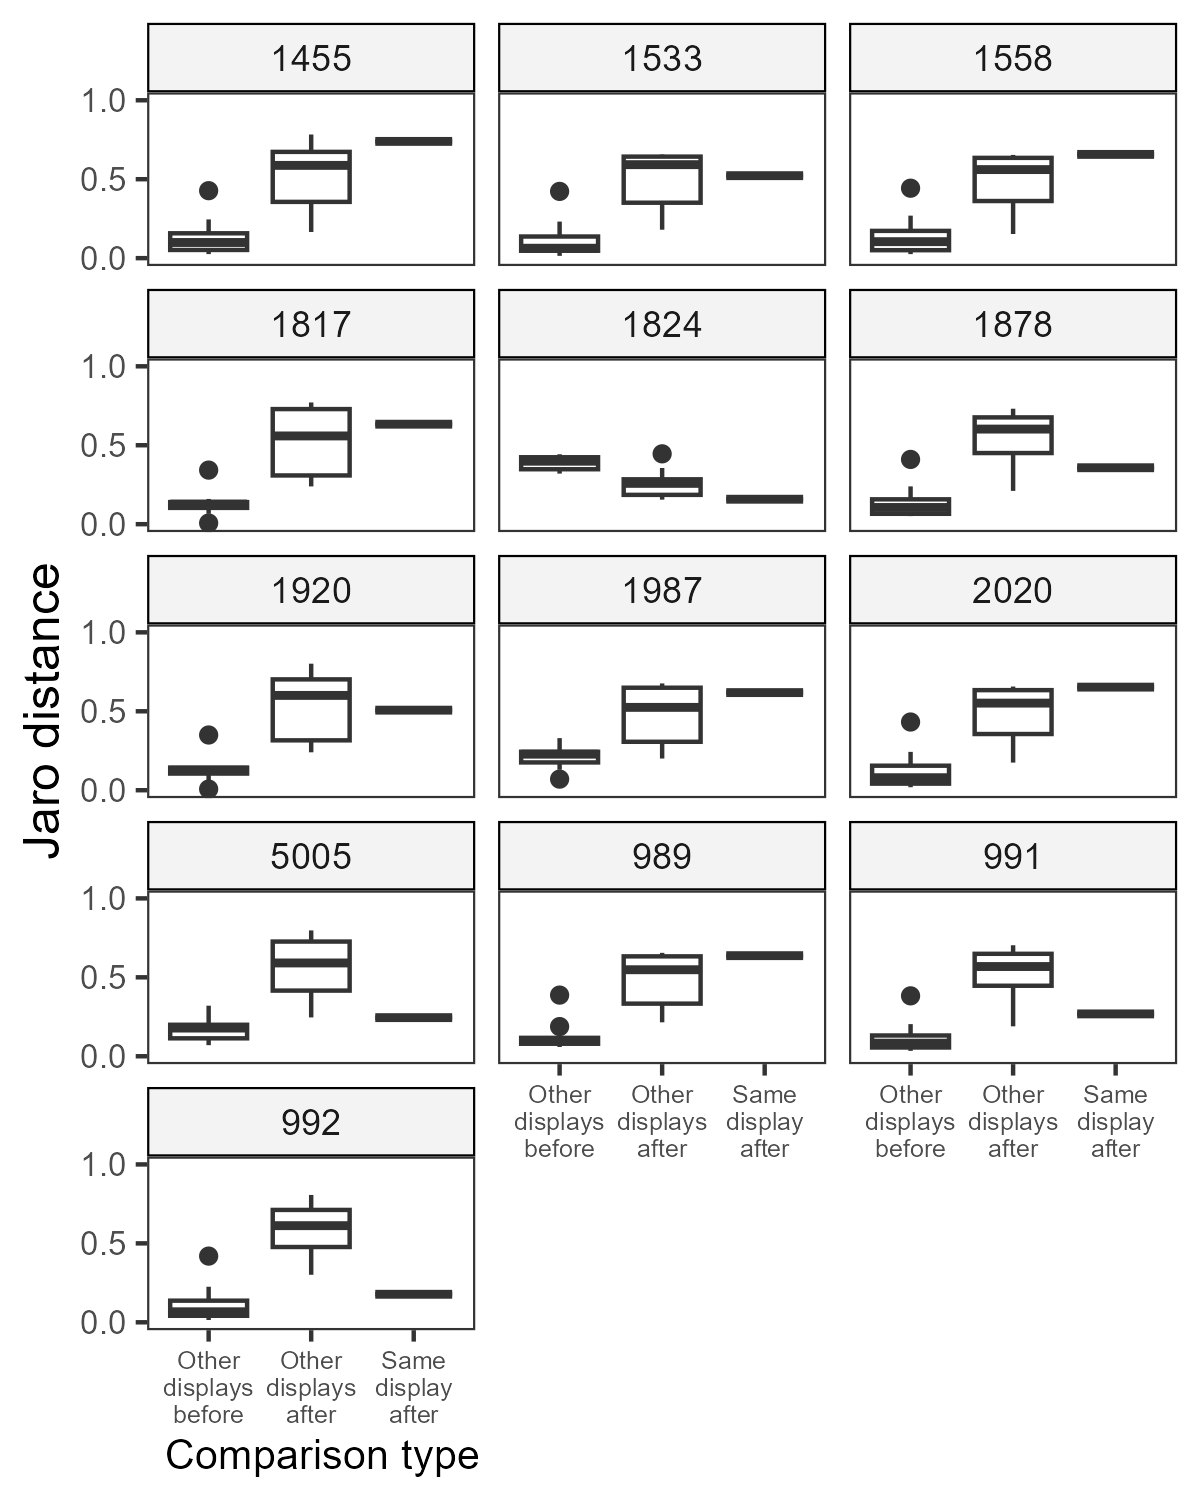 1455 1533 1558
1.0
0.5
0.0
1817 1824 1878
1.0
0.5
0.0
1920 1987 2020
1.0
0.5
0.0
5005 989 991
1.0
0.5
0.0
Other Other Same Other Other Same
displays displays display displays displays display
before after after before after after
992
1.0
0.5
0.0
Other Other Same
displays displays display
before after after
Comparison type
Jaro distance